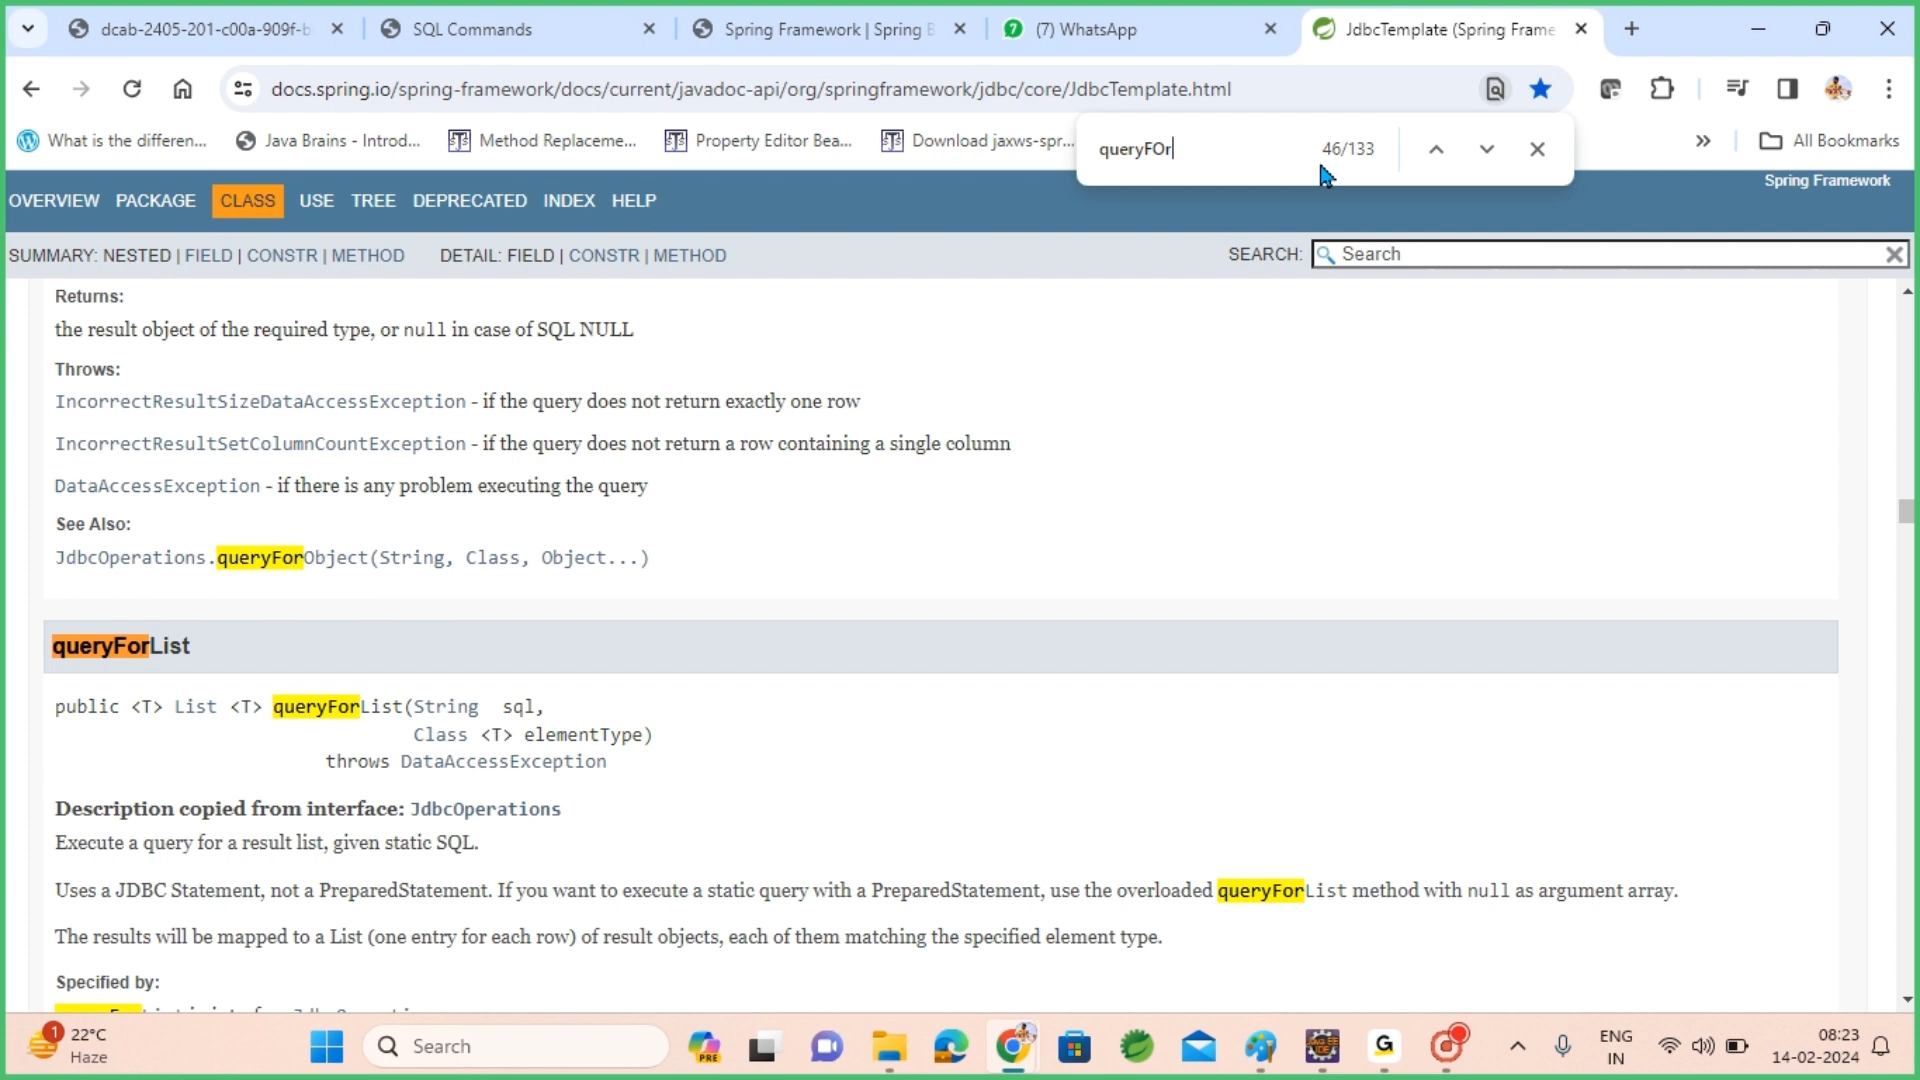 dcab-2405-201-c00a-909f-b
SQL Commands
Spring Framework | Spring B
(7) WhatsApp
JdbcTemplate (Spring Frame
docs.spring.io/spring-framework/docs/current/javadoc-api/org/springframework/jdbc/core/JdbcTemplate.html
What is the differen...
Java Brains - Introd...
Method Replaceme...
Property Editor Bea...
Download jaxws-spr...
queryFOr
46/133
All Bookmarks
OVERVIEW PACKAGE CLASS USE TREE DEPRECATED INDEX HELP
Spring Framework
SUMMARY: NESTED | FIELD | CONSTR | METHOD DETAIL: FIELD | CONSTR | METHOD
SEARCH: Search
Returns:
the result object of the required type, or null in case of SQL NULL
Throws:
IncorrectResultSizeDataAccessException - if the query does not return exactly one row
IncorrectResultSetColumnCountException - if the query does not return a row containing a single column
DataAccessException - if there is any problem executing the query
See Also:
JdbcOperations.queryForObject(String, Class, Object...)
queryForList
public <T> List <T> queryForList(String sql,
Class <T> elementType)
throws DataAccessException
Description copied from interface: JdbcOperations
Execute a query for a result list, given static SQL.
Uses a JDBC Statement, not a PreparedStatement. If you want to execute a static query with a PreparedStatement, use the overloaded queryForList method with null as argument array.
The results will be mapped to a List (one entry for each row) of result objects, each of them matching the specified element type.
Specified by:
1
22°C
Haze
Search
PRE
G
ENG
IN
08:23
14-02-2024